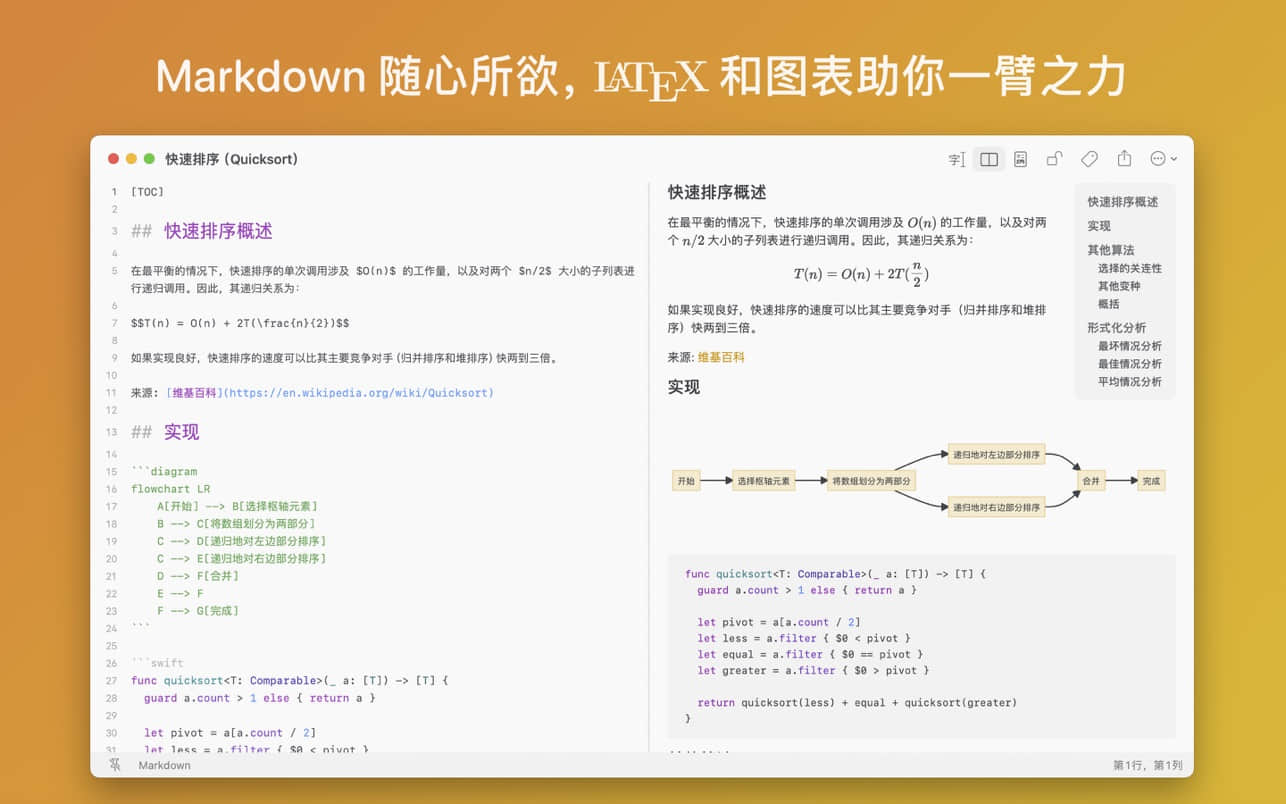 Markdown 随心所欲，LATEX 和图表助你一臂之力
快速排序 (Quicksort)
字
1 [TOC]
2
3 ## 快速排序概述
4
5 在最平衡的情况下，快速排序的单次调用涉及 $O(n)$ 的工作量，以及对两个 $n/2$ 大小的子列表进
行递归调用。因此，其递归关系为：
6
7 $$T(n) = O(n) + 2T(\frac{n}{2})$$
8
9 如果实现良好，快速排序的速度可以比其主要竞争对手 (归并排序和堆排序) 快两到三倍。
10
11 来源: [维基百科](https://en.wikipedia.org/wiki/Quicksort)
12
13 ## 实现
14
15 ```diagram
16 flowchart LR
17 A[开始] --> B[选择枢轴元素]
18 B --> C[将数组划分为两部分]
19 C --> D[递归地对左边部分排序]
20 C --> E[递归地对右边部分排序]
21 D --> F[合并]
22 E --> F
23 F --> G[完成]
24 ```
25
26 ```swift
27 func quicksort<T: Comparable>(_ a: [T]) -> [T] {
28 guard a.count > 1 else { return a }
29
30 let pivot = a[a.count / 2]
31 let less = a.filter { $0 < pivot }
快速排序概述
在最平衡的情况下，快速排序的单次调用涉及 O(n) 的工作量，以及对两
个 n/2 大小的子列表进行递归调用。因此，其递归关系为：
T(n) = O(n) + 2T(n/2)
如果实现良好，快速排序的速度可以比其主要竞争对手（归并排序和堆排
序）快两到三倍。
来源: 维基百科
实现
开始
选择枢轴元素
将数组划分为两部分
递归地对左边部分排序
递归地对右边部分排序
合并
完成
func quicksort<T: Comparable>(_ a: [T]) -> [T] {
guard a.count > 1 else { return a }
let pivot = a[a.count / 2]
let less = a.filter { $0 < pivot }
let equal = a.filter { $0 == pivot }
let greater = a.filter { $0 > pivot }
return quicksort(less) + equal + quicksort(greater)
}
快速排序概述
实现
其他算法
选择的关连性
其他变种
概括
形式化分析
最坏情况分析
最佳情况分析
平均情况分析
Markdown
第1行，第1列